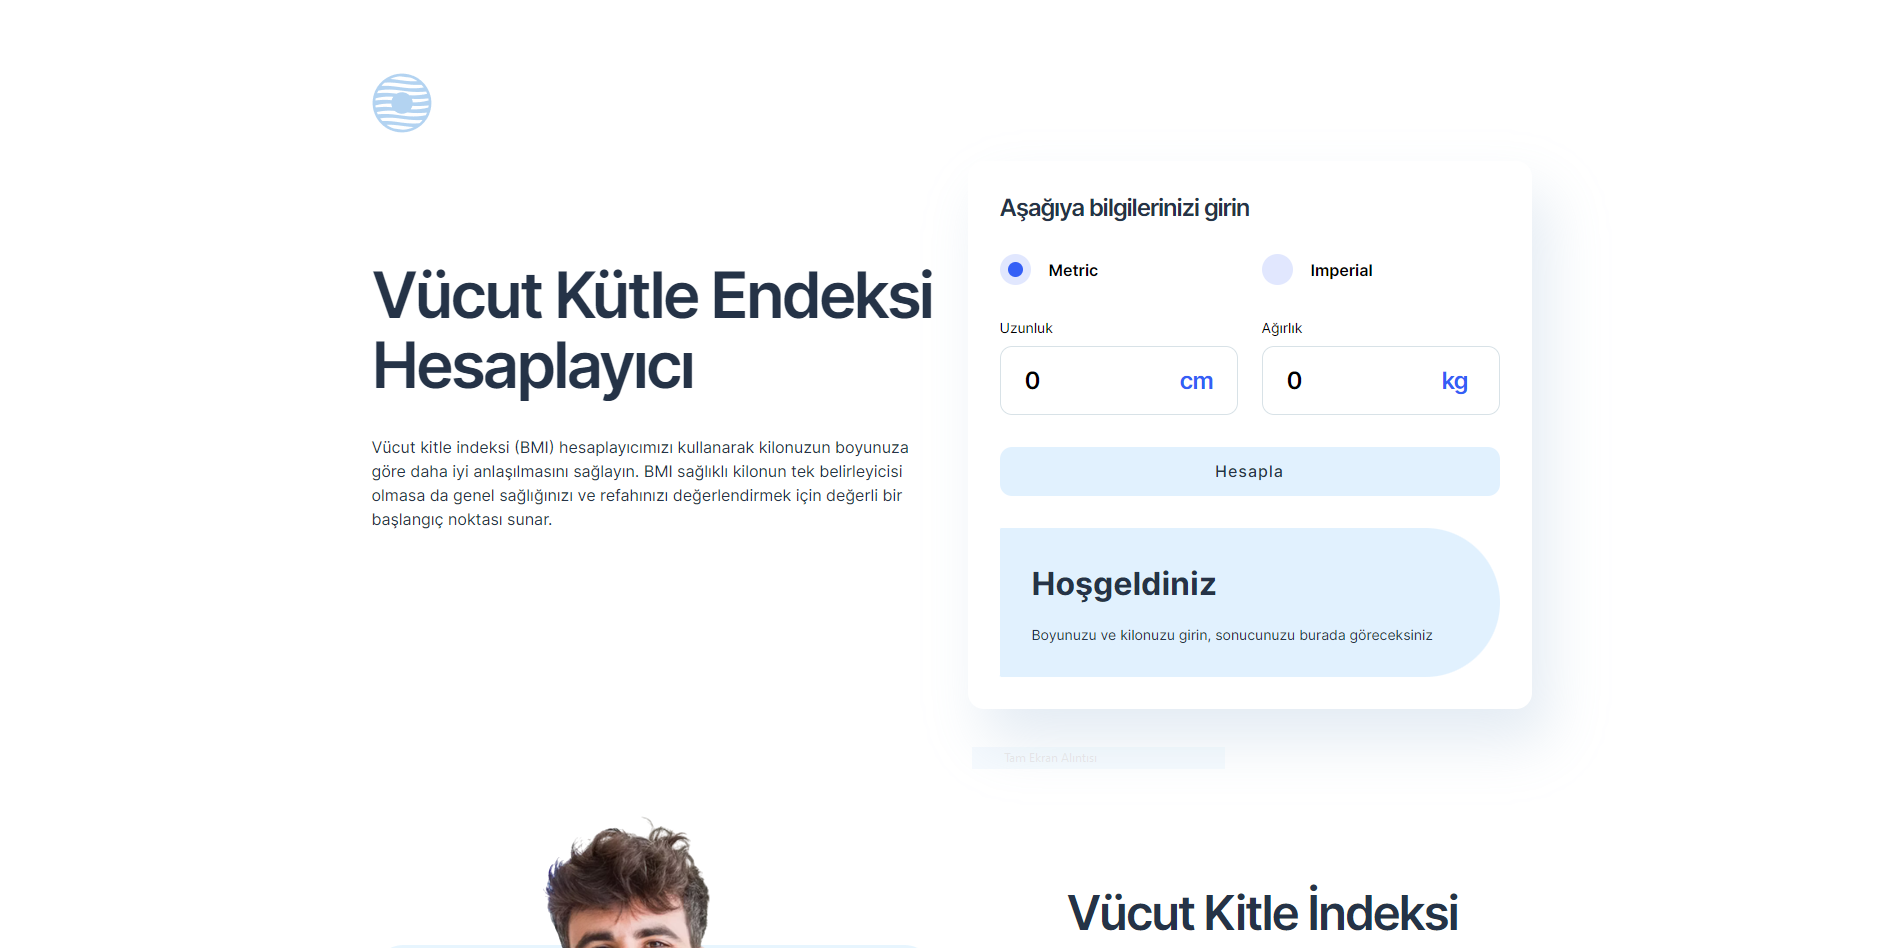 Vücut Kütle Endeksi
Hesaplayıcı
Vücut kitle indeksi (BMI) hesaplayıcımızı kullanarak kilonuzun boyunuza
göre daha iyi anlaşılmasını sağlayın. BMI sağlıklı kilonun tek belirleyicisi
olmasa da genel sağlığınızı ve refahınızı değerlendirmek için değerli bir
başlangıç noktası sunar.
Aşağıya bilgilerinizi girin
Metric Imperial
Uzunluk Ağırlık
0 cm 0 kg
Hesapla
Hoşgeldiniz
Boyunuzu ve kilonuzu girin, sonucunuzu burada göreceksiniz
Tam Ekran Alıntısı
Vücut Kitle İndeksi